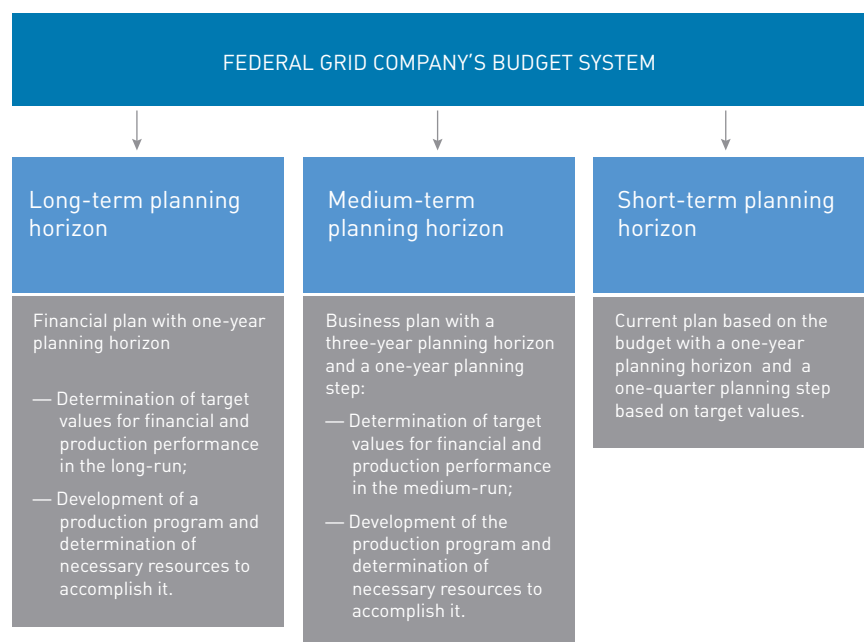 FEDERAL GRID COMPANY'S BUDGET SYSTEM
Long-term planning
horizon
Financial plan with one-year
planning horizon
— Determination of target
values for financial and
production performance
in the long-run;
— Development of a
production program and
determination of
necessary resources to
accomplish it.
Medium-term
planning horizon
Business plan with a
three-year planning horizon
and a one-year planning
step:
— Determination of target
values for financial and
production performance
in the medium-run;
— Development of the
production program and
determination of
necessary resources to
accomplish it.
Short-term planning
horizon
Current plan based on the
budget with a one-year
planning horizon and a
one-quarter planning step
based on target values.